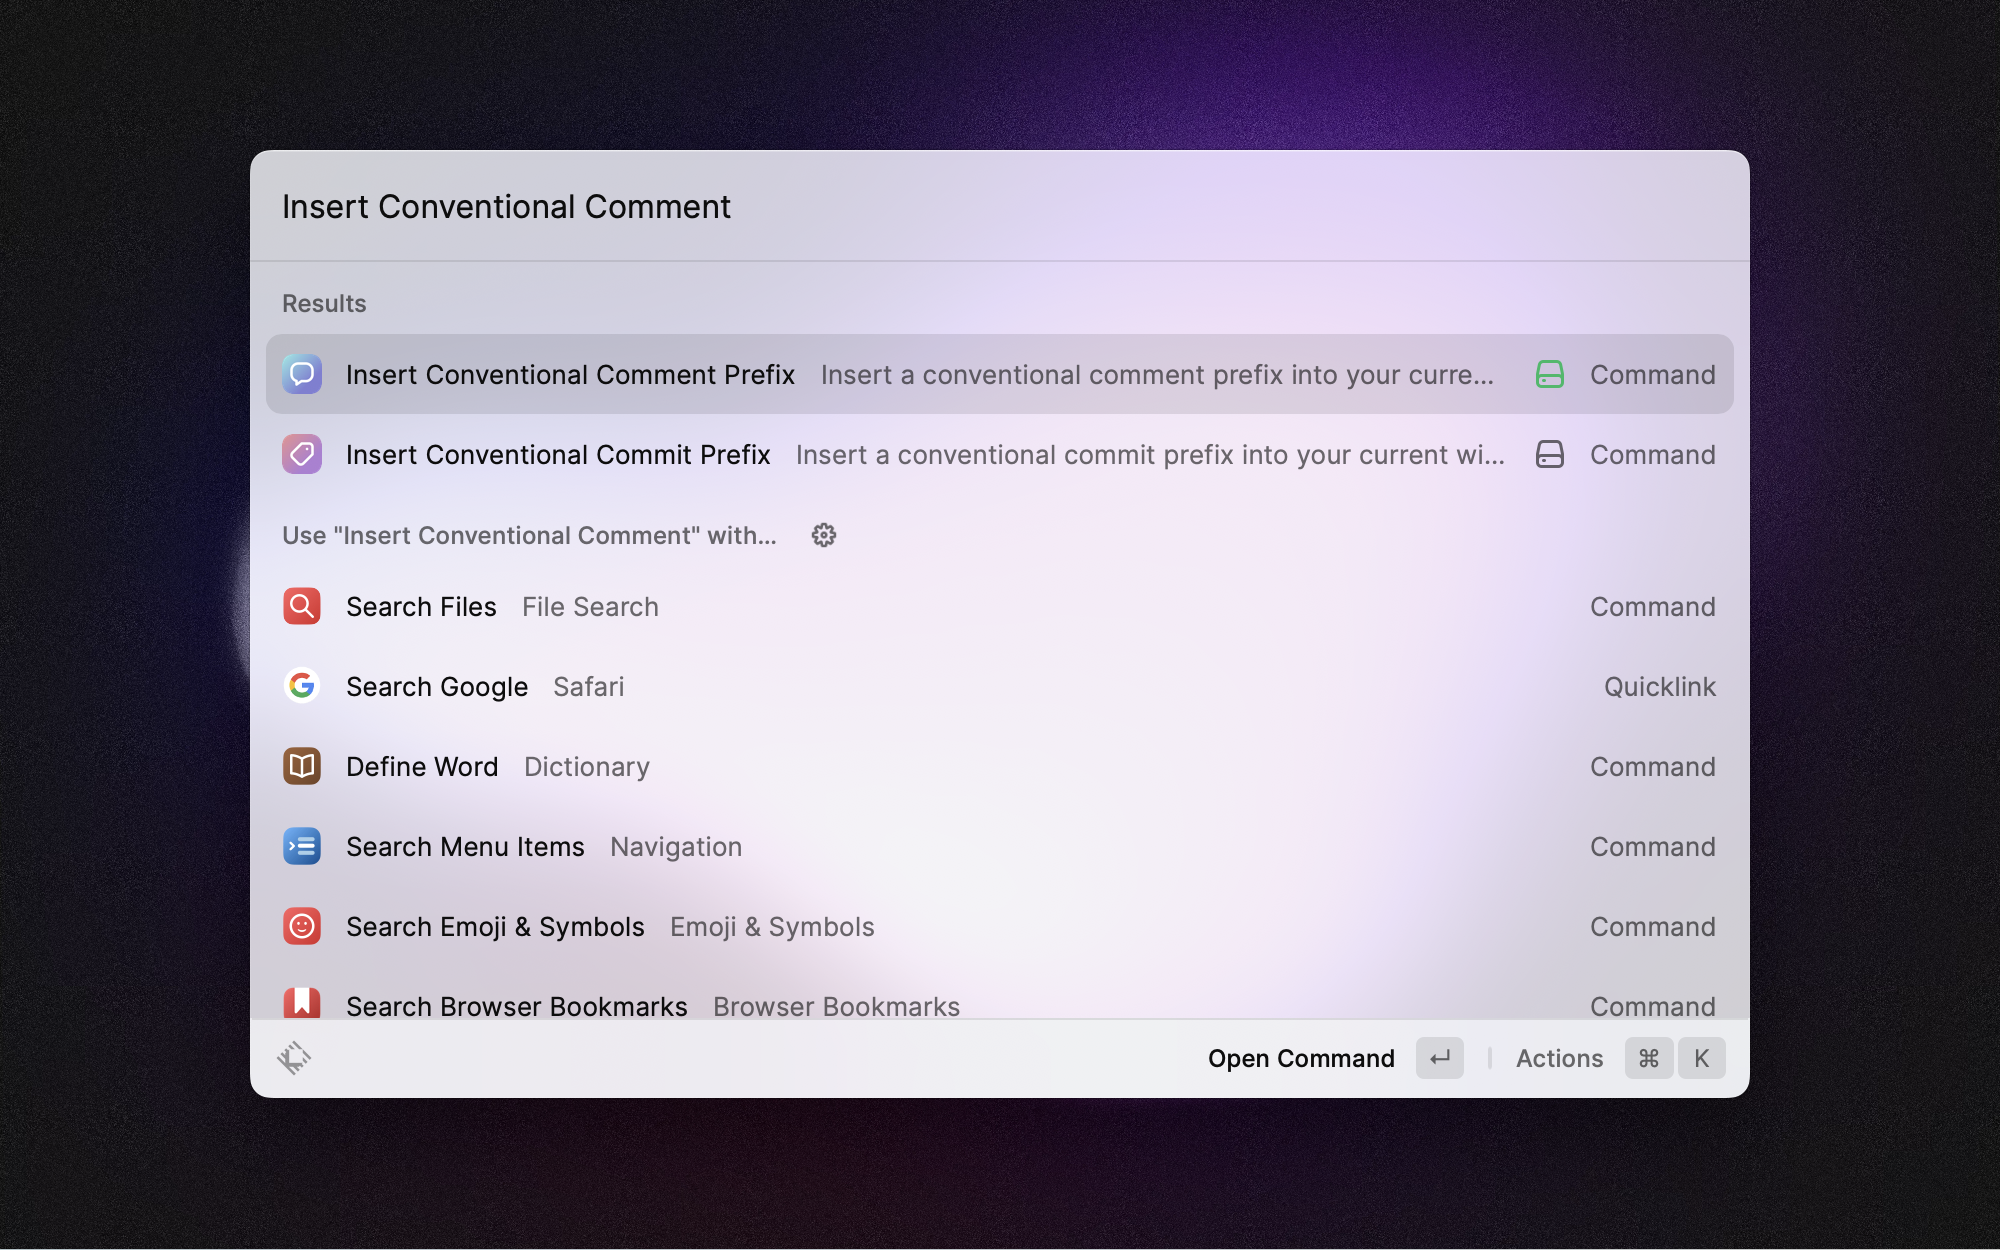 Insert Conventional Comment
Results
Insert Conventional Comment Prefix Insert a conventional comment prefix into your curre... Command
Insert Conventional Commit Prefix Insert a conventional commit prefix into your current wi... Command
Use "Insert Conventional Comment" with...
Search Files File Search Command
Search Google Safari Quicklink
Define Word Dictionary Command
Search Menu Items Navigation Command
Search Emoji & Symbols Emoji & Symbols Command
Search Browser Bookmarks Browser Bookmarks Command
Open Command ↵ Actions ⌘ K